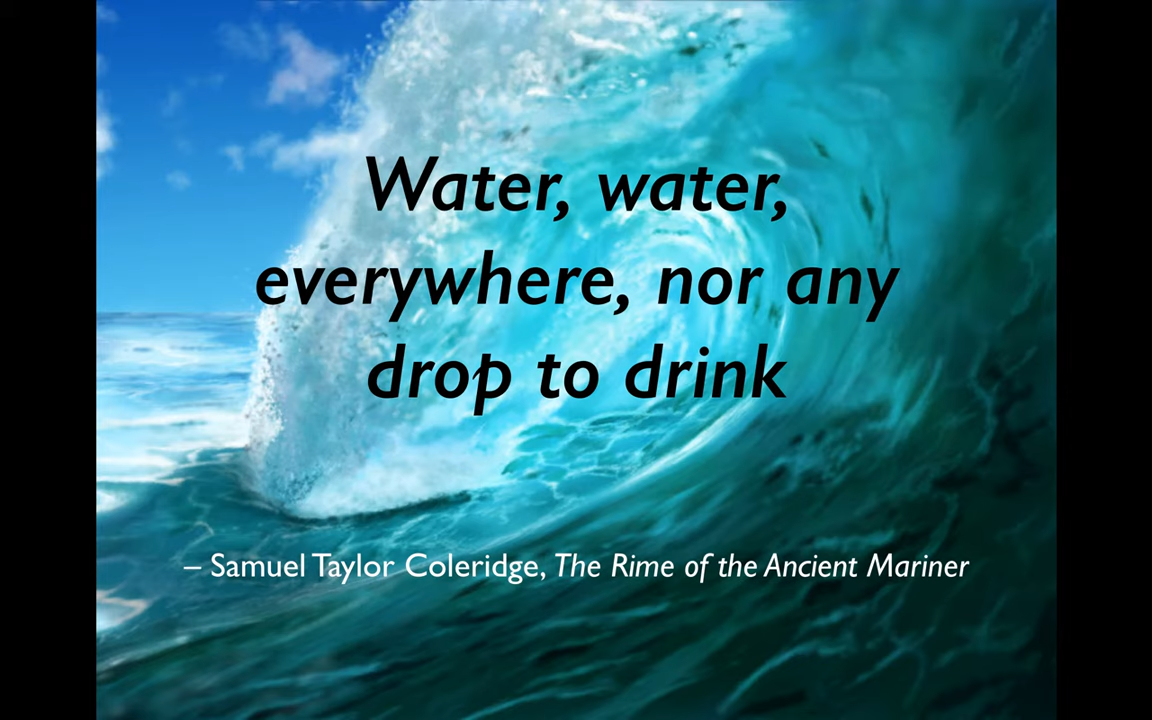 Water, water,
everywhere, nor any
drop to drink
– Samuel Taylor Coleridge, The Rime of the Ancient Mariner